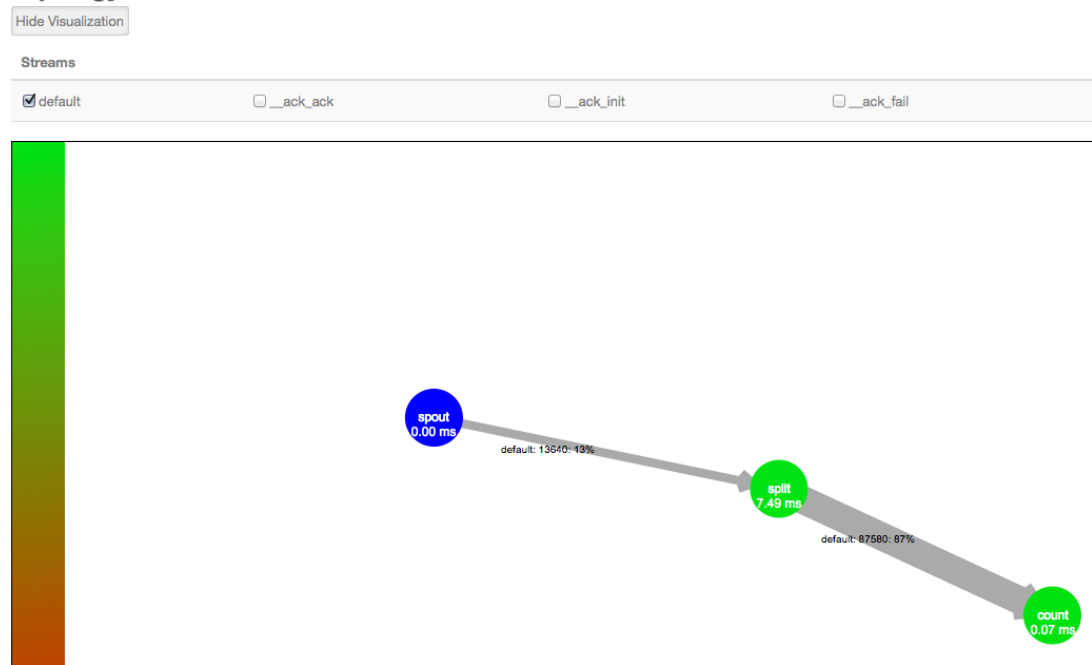 Hide Visualization
Streams
default
__ack_ack
__ack_init
__ack_fail
spout
0.00 ms
default: 13640: 13%
split
7.49 ms
default: 87580: 87%
count
0.07 ms